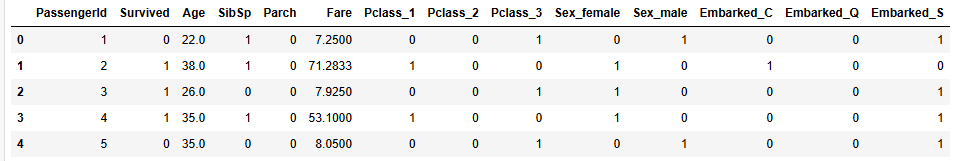 PassengerId Survived Age SibSp Parch Fare Pclass_1 Pclass_2 Pclass_3 Sex_female Sex_male Embarked_C Embarked_Q Embarked_S
0 1 0 22.0 1 0 7.2500 0 0 1 0 1 0 0 1
1 2 1 38.0 1 0 71.2833 1 0 0 1 0 1 0 0
2 3 1 26.0 0 0 7.9250 0 0 1 1 0 0 0 1
3 4 1 35.0 1 0 53.1000 1 0 0 1 0 0 0 1
4 5 0 35.0 0 0 8.0500 0 0 1 0 1 0 0 1